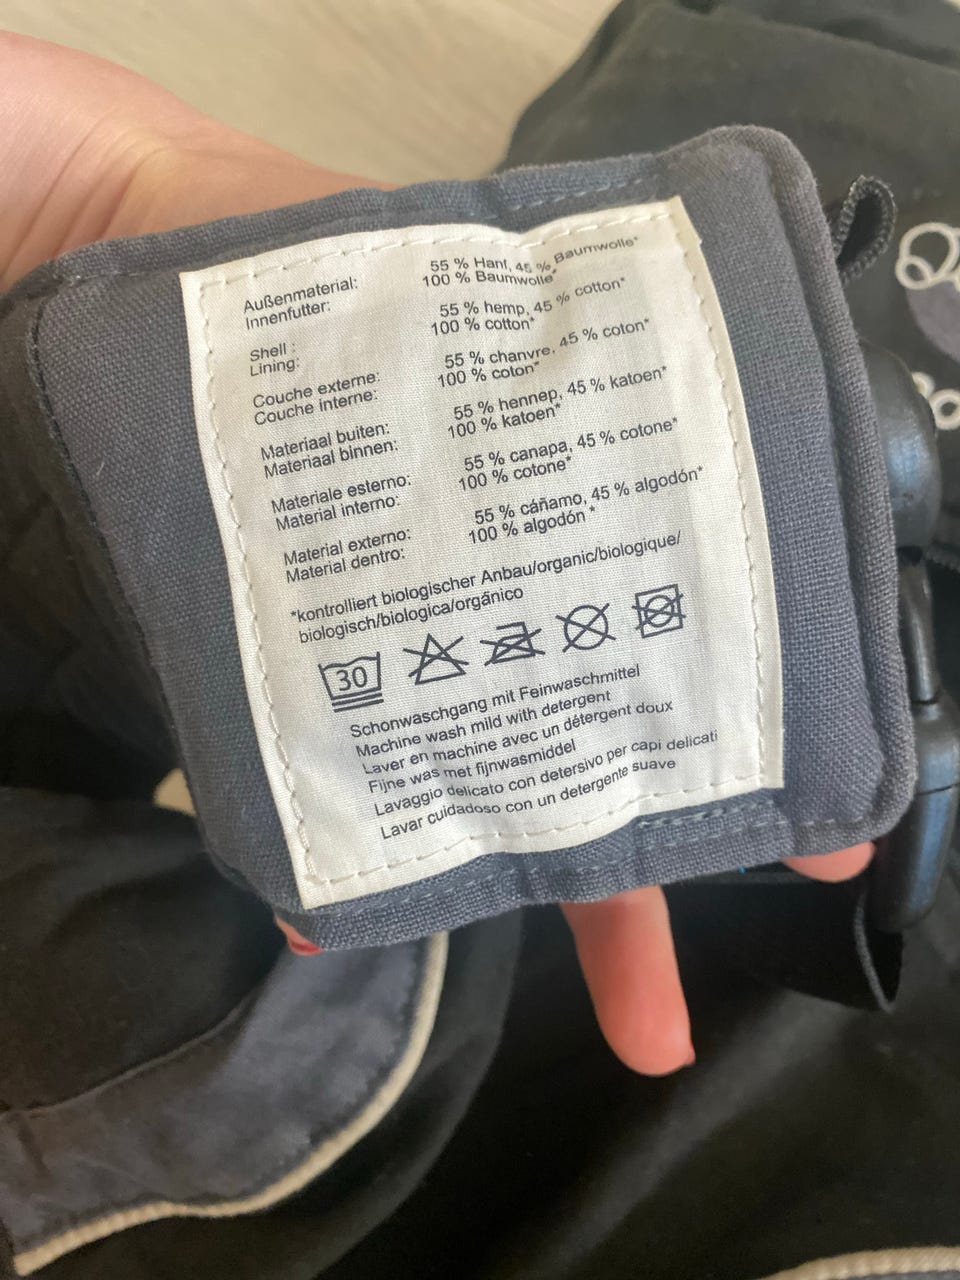 Außenmaterial: 55 % Hanf, 45 % Baumwolle*
Innenfutter: 100 % Baumwolle*
Shell : 55 % hemp, 45 % cotton*
Lining: 100 % cotton*
Couche externe: 55 % chanvre, 45 % coton*
Couche interne: 100 % coton*
Materiaal buiten: 55 % hennep, 45 % katoen*
Materiaal binnen: 100 % katoen*
Materiale esterno: 55 % canapa, 45 % cotone*
Material interno: 100 % cotone*
Material externo: 55 % cáñamo, 45 % algodón*
Material dentro: 100 % algodón *
*kontrolliert biologischer Anbau/organic/biologique/
biologisch/biologica/orgánico
30
Schonwaschgang mit Feinwaschmittel
Machine wash mild with detergent
Laver en machine avec un détergent doux
Fijne was met fijnwasmiddel
Lavaggio delicato con detersivo per capi delicati
Lavar cuidadoso con un detergente suave